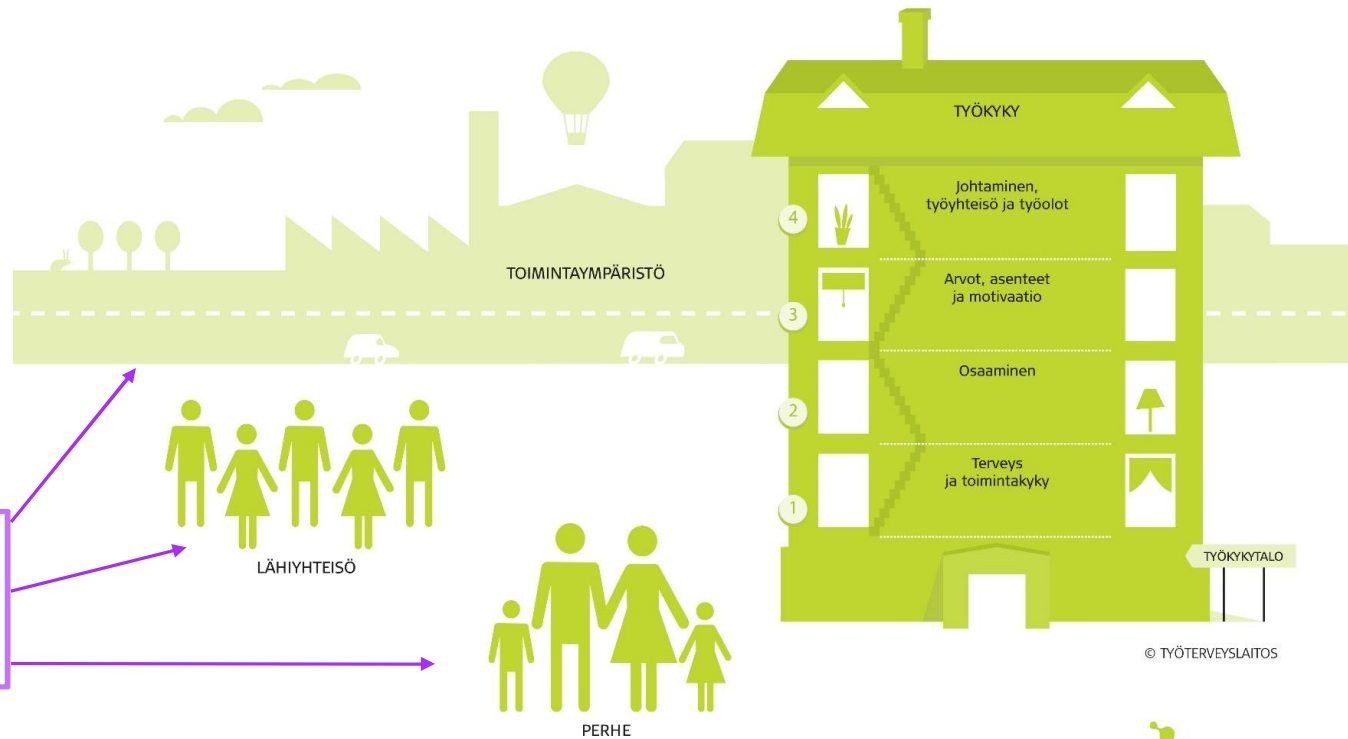 TYÖKYKY
Johtaminen,
työyhteisö ja työolot
4
TOIMINTAYMPÄRISTÖ
Arvot, asenteet
ja motivaatio
3
Osaaminen
2
Terveys
ja toimintakyky
1
LÄHIYHTEISÖ
TYÖKYKYTALO
© TYÖTERVEYSLAITOS
PERHE